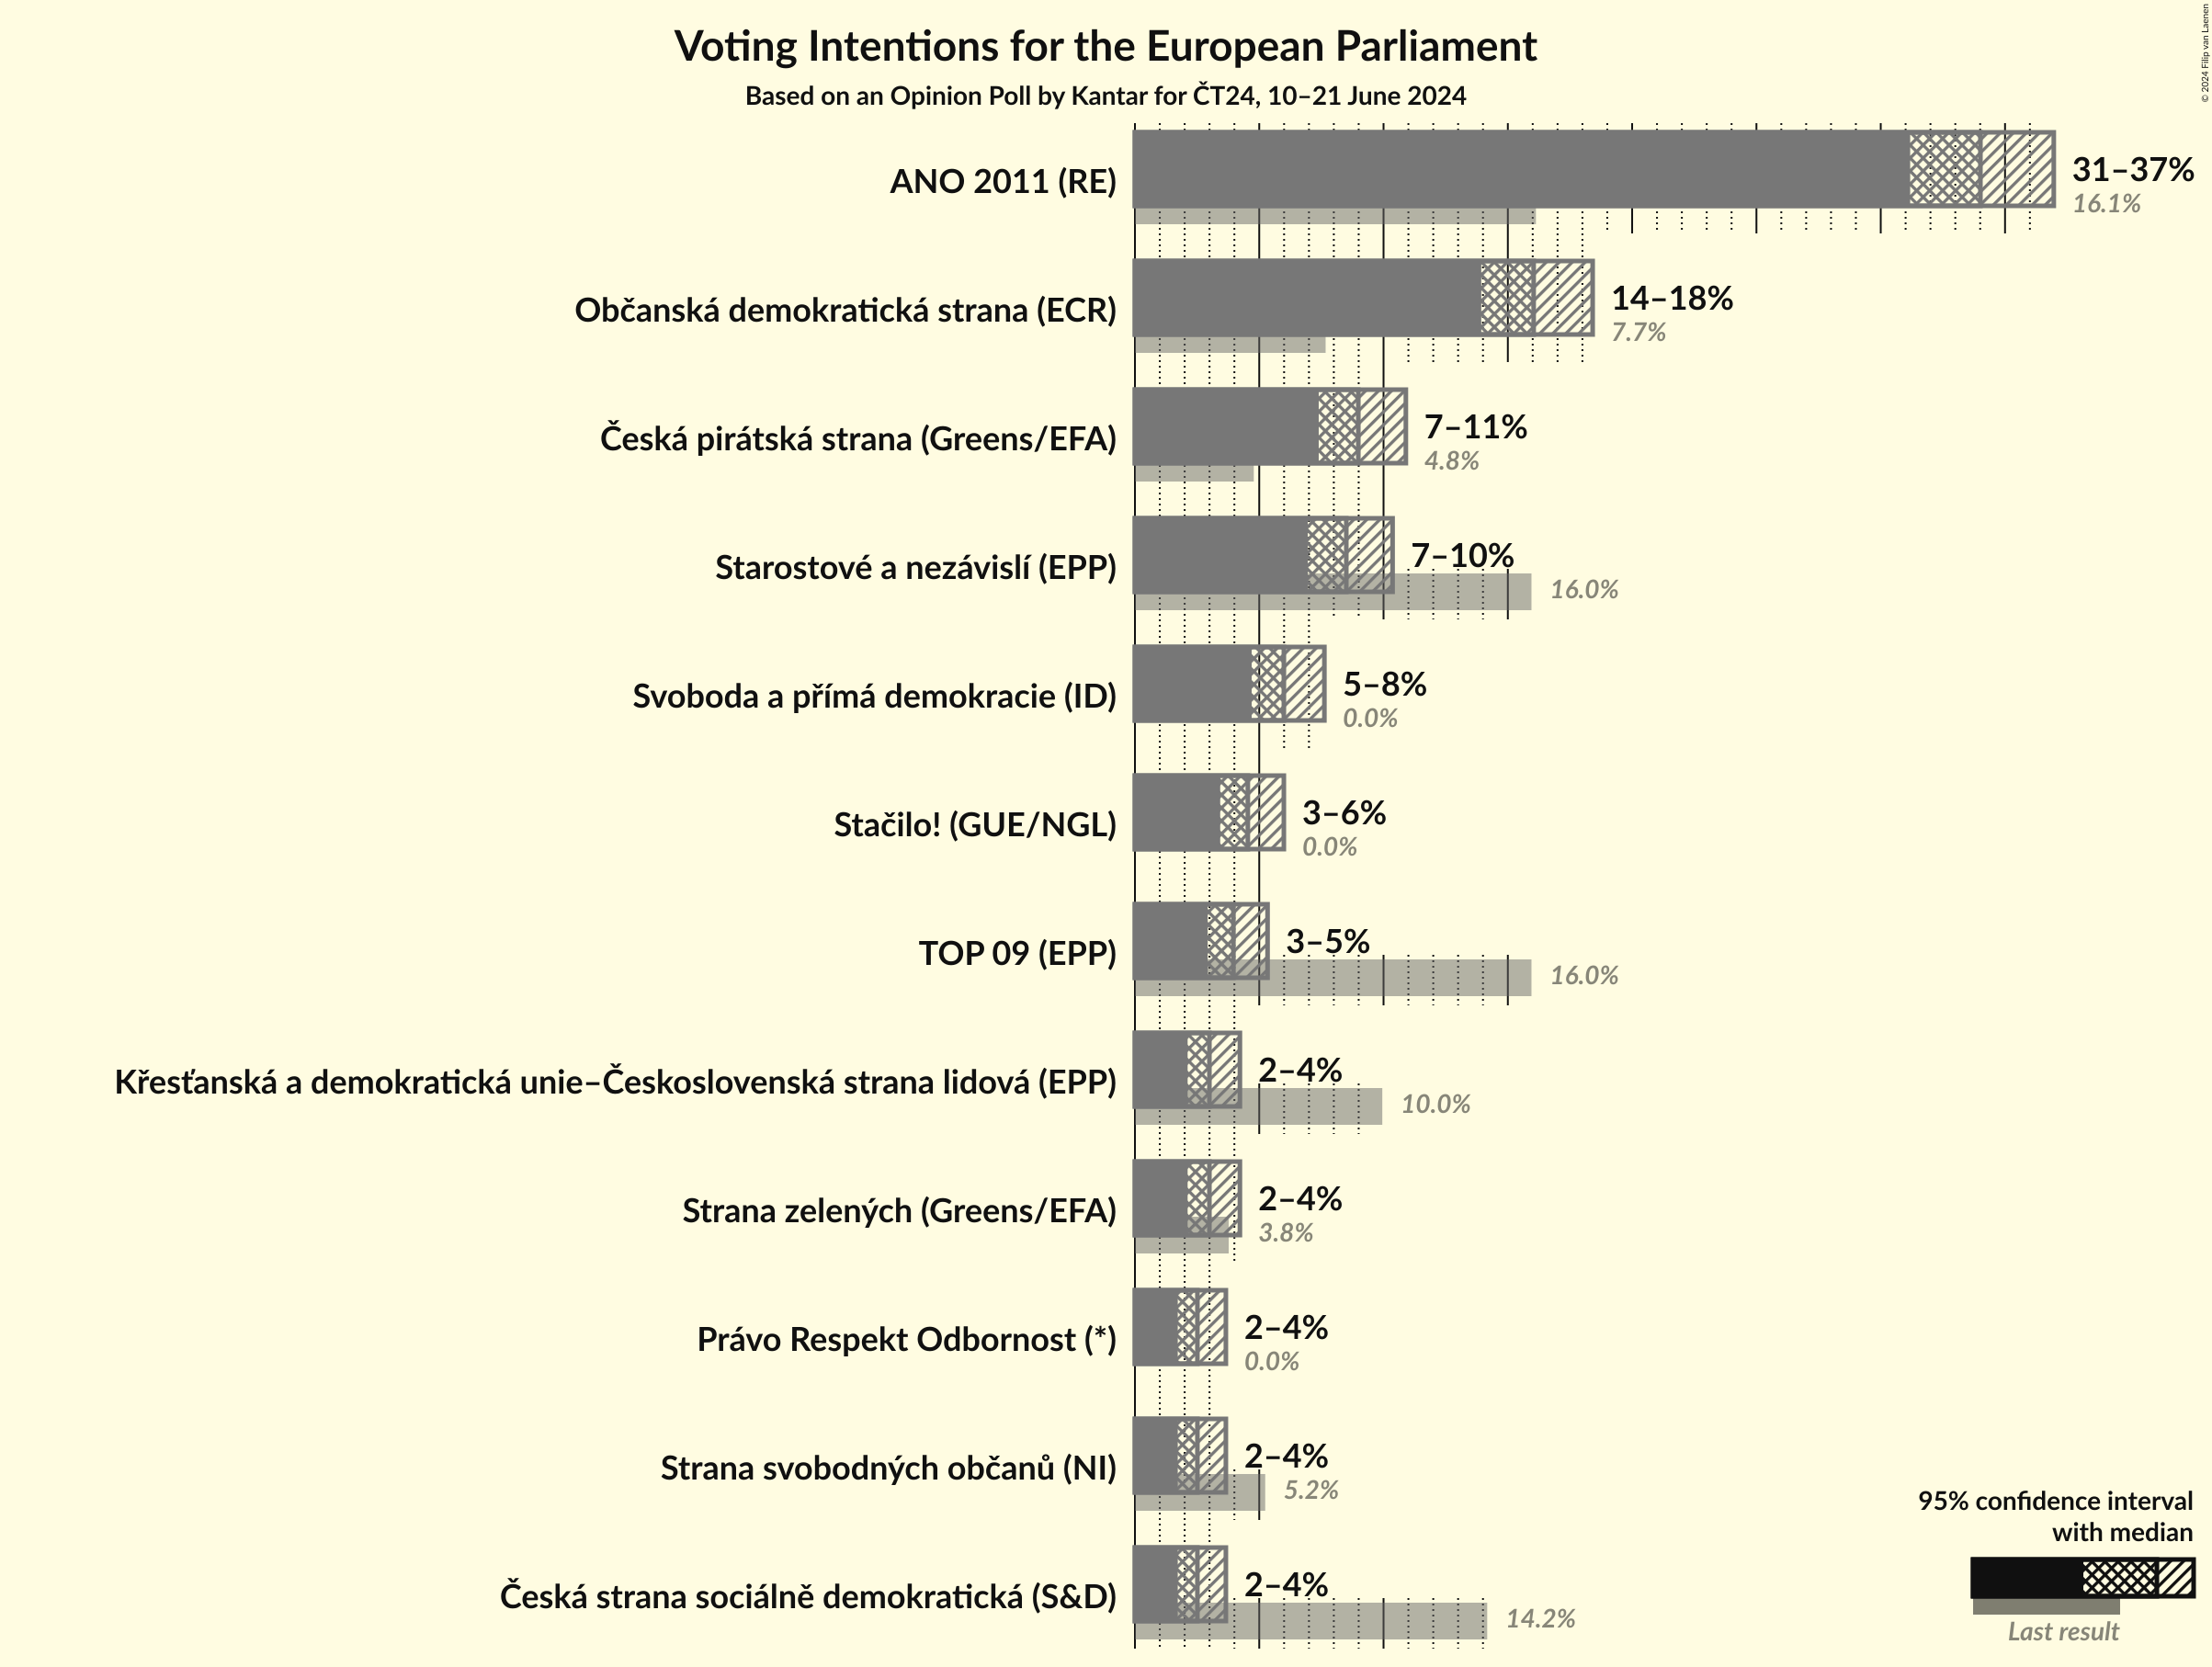 Voting Intentions for the European Parliament
Based on an Opinion Poll by Kantar for ČT24, 10–21 June 2024
© 2024 Filip van Laenen
ANO 2011 (RE)
31–37%
16.1%
Občanská demokratická strana (ECR)
14–18%
7.7%
Česká pirátská strana (Greens/EFA)
7–11%
4.8%
Starostové a nezávislí (EPP)
7–10%
16.0%
Svoboda a přímá demokracie (ID)
5–8%
0.0%
Stačilo! (GUE/NGL)
3–6%
0.0%
TOP 09 (EPP)
3–5%
16.0%
Křesťanská a demokratická unie–Československá strana lidová (EPP)
2–4%
10.0%
Strana zelených (Greens/EFA)
2–4%
3.8%
Právo Respekt Odbornost (*)
2–4%
0.0%
Strana svobodných občanů (NI)
2–4%
5.2%
Česká strana sociálně demokratická (S&D)
2–4%
14.2%
95% confidence interval
with median
Last result